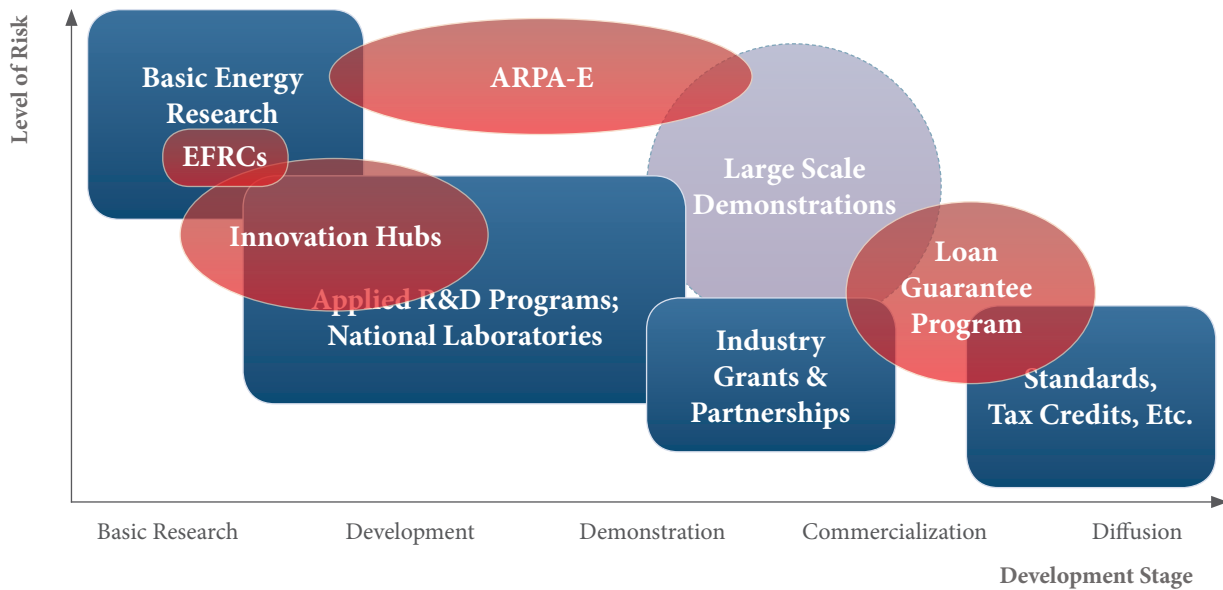 Level of Risk
Basic Energy
Research
EFRCs
ARPA-E
Innovation Hubs
Applied R&D Programs;
National Laboratories
Large Scale
Demonstrations
Loan
Guarantee
Program
Industry
Grants &
Partnerships
Standards,
Tax Credits, Etc.
Basic Research
Development
Demonstration
Commercialization
Diffusion
Development Stage